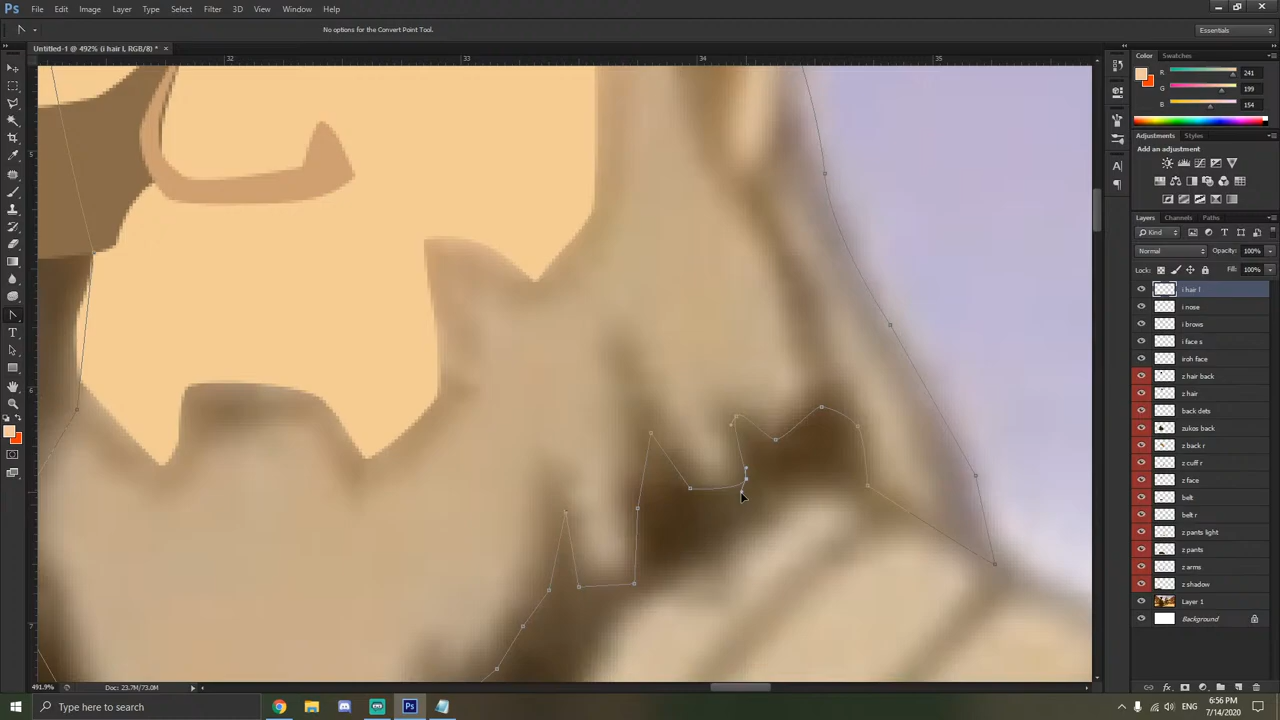 Ps File Edit Image Layer Type Select Filter 3D View Window Help
No options for the Convert Point Tool.
Essentials
Untitled-1 @ 492% (i hair l, RGB/8) * ×
32 33 34 35
5
6
7
Color Swatches
R 241
G 199
B 154
Adjustments Styles
Add an adjustment
Layers Channels Paths
Kind
Normal Opacity: 100%
Lock: Fill: 100%
i hair l
i nose
i brows
i face s
iroh face
z hair back
z hair
back dets
zukos back
z back r
z cuff r
z face
belt
belt r
z pants light
z pants
z arms
z shadow
Layer 1
Background
491.9% Doc: 23.7M/73.0M
Type here to search
6:56 PM
7/14/2020